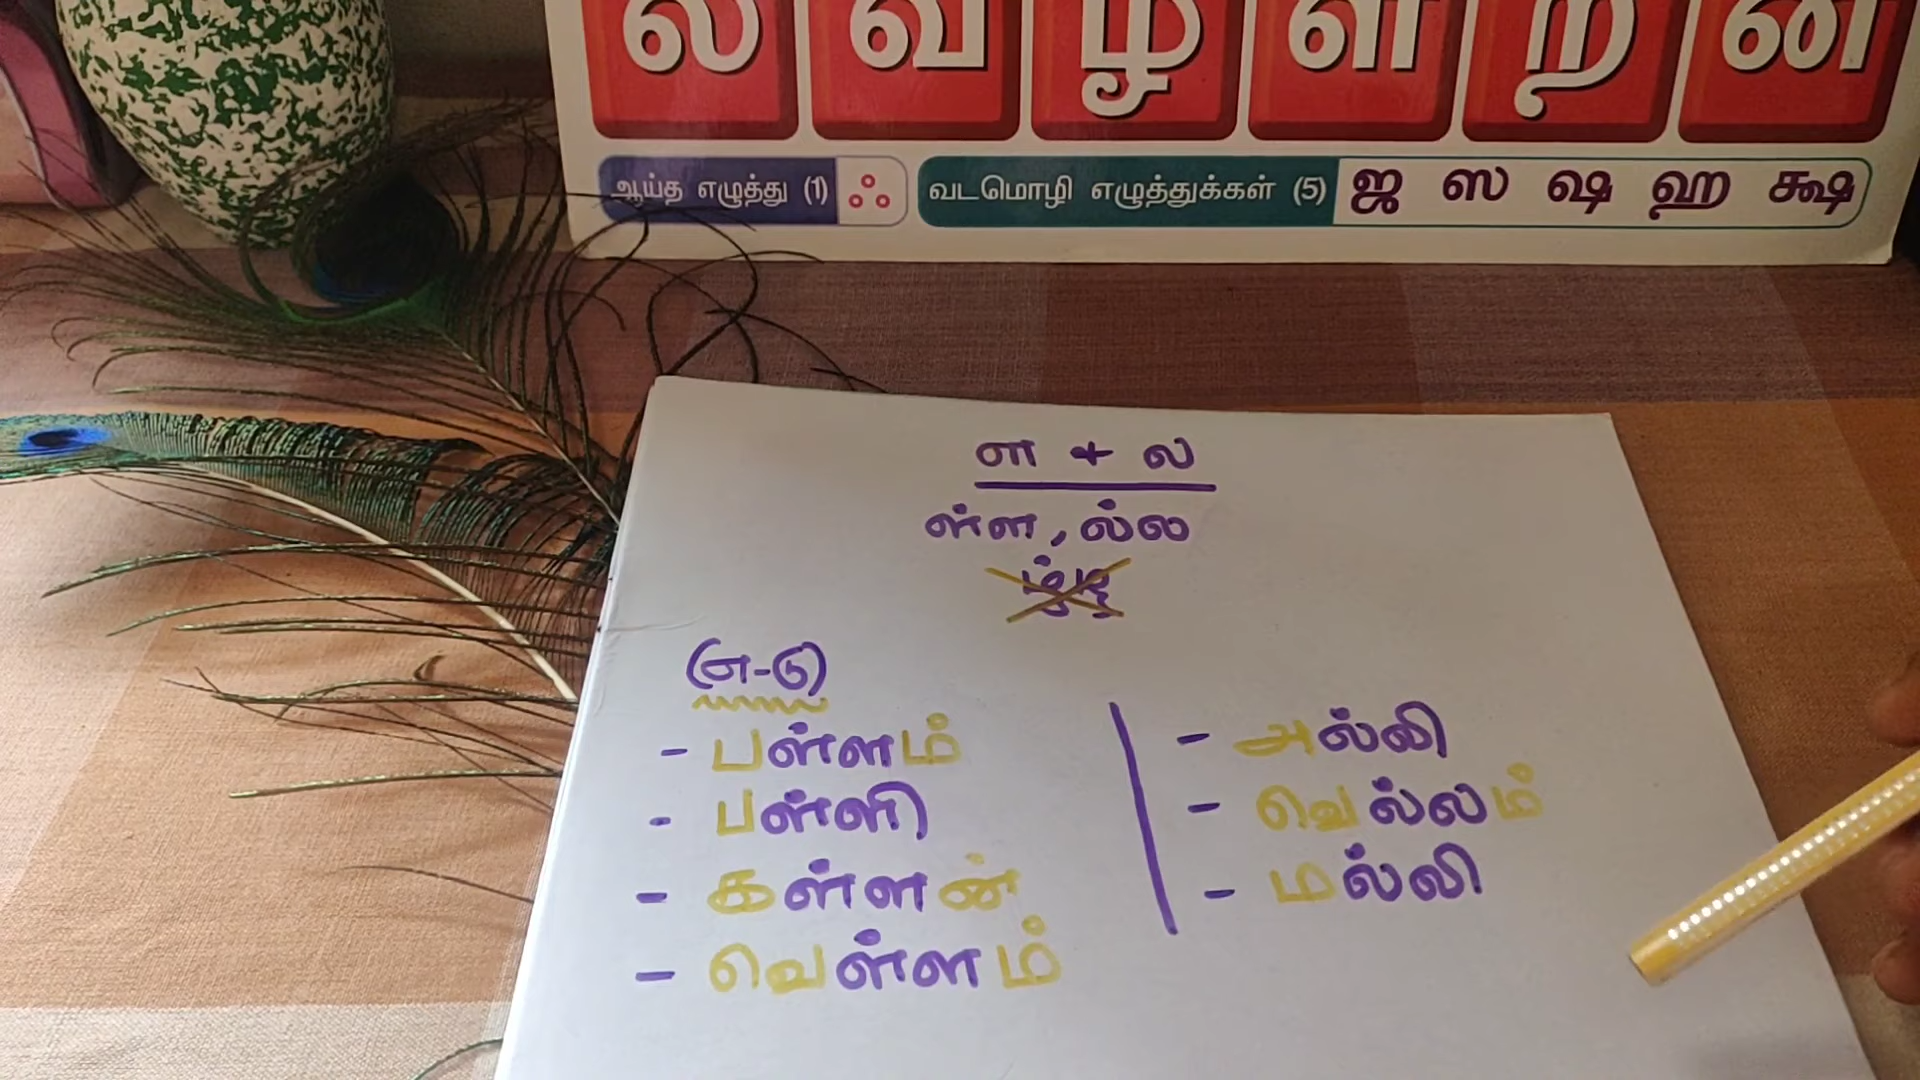 ல வ ழ ள ற ன
ஆய்த எழுத்து (1) ஃ வடமொழி எழுத்துக்கள் (5) ஜ ஸ ஷ ஹ க்ஷ
ள + ல
ள்ள, ல்ல
ழ்ழ
(எ-டு)
- பள்ளம்
- பள்ளி
- கள்ளன்
- வெள்ளம்
- அல்லி
- வெல்லம்
- மல்லி